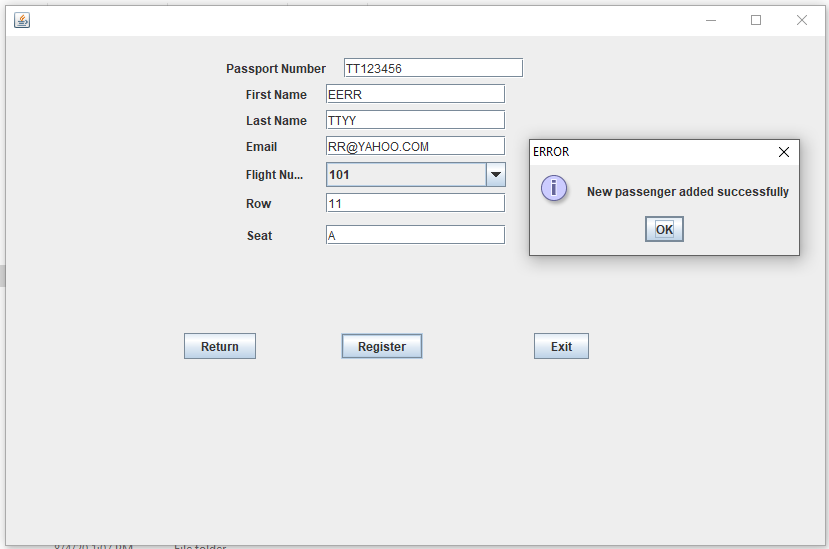 Passport Number TT123456
First Name EERR
Last Name TTYY
Email RR@YAHOO.COM
Flight Nu... 101
Row 11
Seat A
ERROR
New passenger added successfully
OK
Return Register Exit